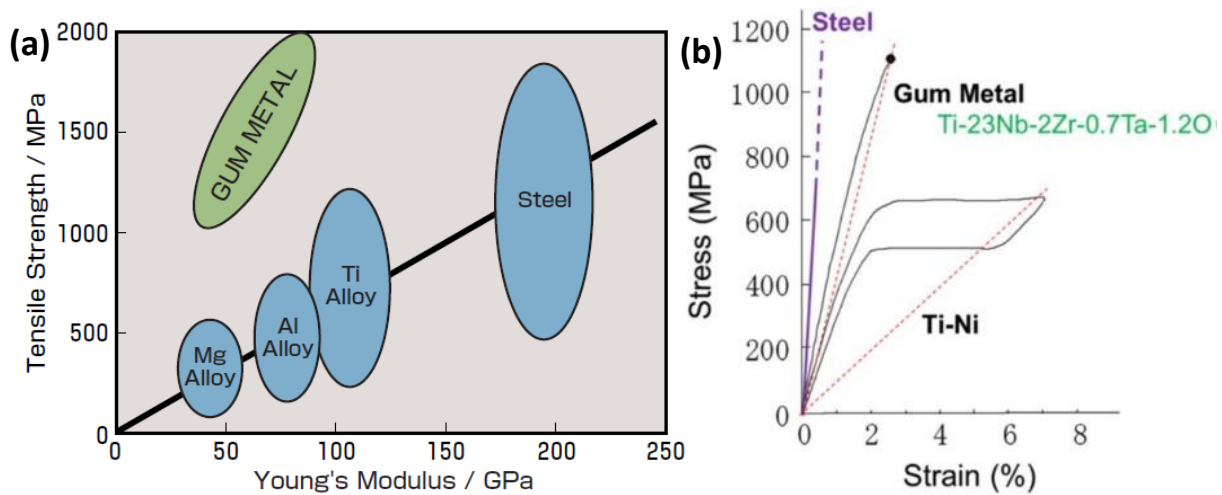 (a)
Tensile Strength / MPa
2000
1500
1000
500
0
GUM METAL
Steel
Ti
Alloy
Al
Alloy
Mg
Alloy
0 50 100 150 200 250
Young's Modulus / GPa
(b)
Stress (MPa)
1200
1000
800
600
400
200
0
Steel
Gum Metal
Ti-23Nb-2Zr-0.7Ta-1.2O
Ti-Ni
0 2 4 6 8
Strain (%)